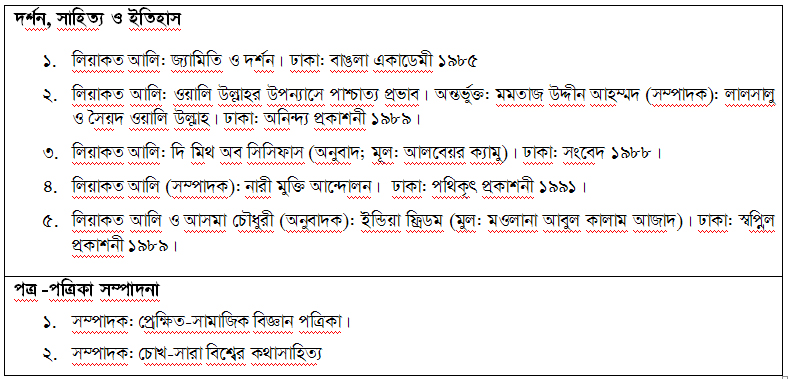 দর্শন, সাহিত্য ও ইতিহাস
১. লিয়াকত আলি: জ্যামিতি ও দর্শন। ঢাকা: বাঙলা একাডেমী ১৯৮৫
২. লিয়াকত আলি: ওয়ালি উল্লাহর উপন্যাসে পাশ্চাত্য প্রভাব। অন্তর্ভুক্ত: মমতাজ উদ্দীন আহম্মদ (সম্পাদক): লালসালু
ও সৈয়দ ওয়ালি উল্লাহ। ঢাকা: অনিন্দ্য প্রকাশনী ১৯৮৯।
৩. লিয়াকত আলি: দি মিথ অব সিসিফাস (অনুবাদ; মূল: আলবেয়র ক্যামু)। ঢাকা: সংবেদ ১৯৮৮।
৪. লিয়াকত আলি (সম্পাদক): নারী মুক্তি আন্দোলন। ঢাকা: পথিকৃৎ প্রকাশনী ১৯৯১।
৫. লিয়াকত আলি ও আসমা চৌধুরী (অনুবাদক): ইন্ডিয়া ফ্রিডম (মুল: মওলানা আবুল কালাম আজাদ)। ঢাকা: স্বপ্নিল
প্রকাশনী ১৯৮৯।
পত্র -পত্রিকা সম্পাদনা
১. সম্পাদক: প্রেক্ষিত-সামাজিক বিজ্ঞান পত্রিকা।
২. সম্পাদক: চোখ-সারা বিশ্বের কথাসাহিত্য